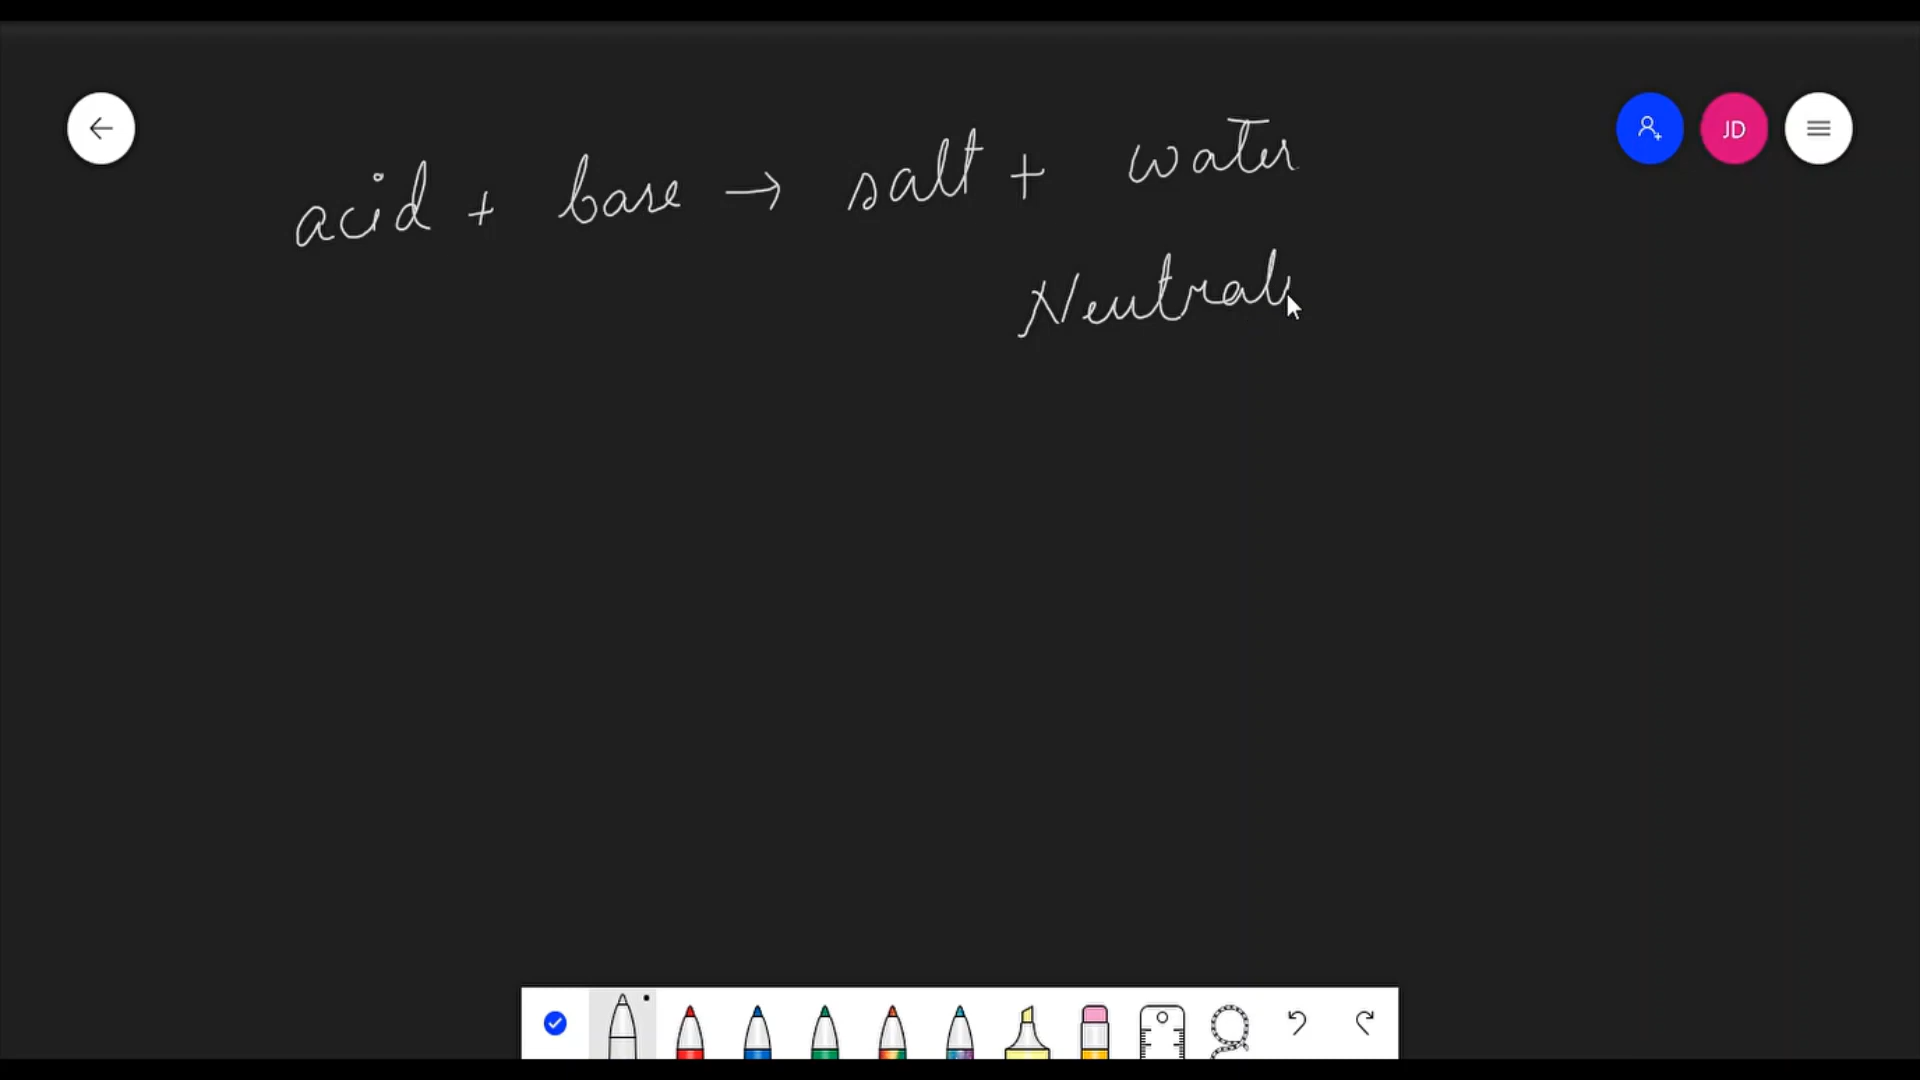 JD
acid + base → salt + water
Neutral